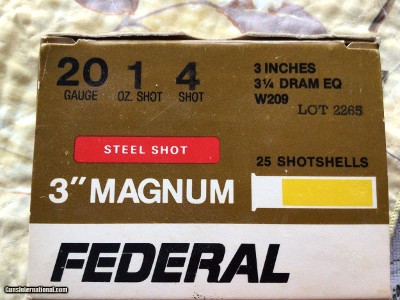 20 1 4
GAUGE OZ. SHOT SHOT
3 INCHES
3¼ DRAM EQ
W209
LOT 2265
STEEL SHOT
25 SHOTSHELLS
3" MAGNUM
FEDERAL
GunsInternational.com